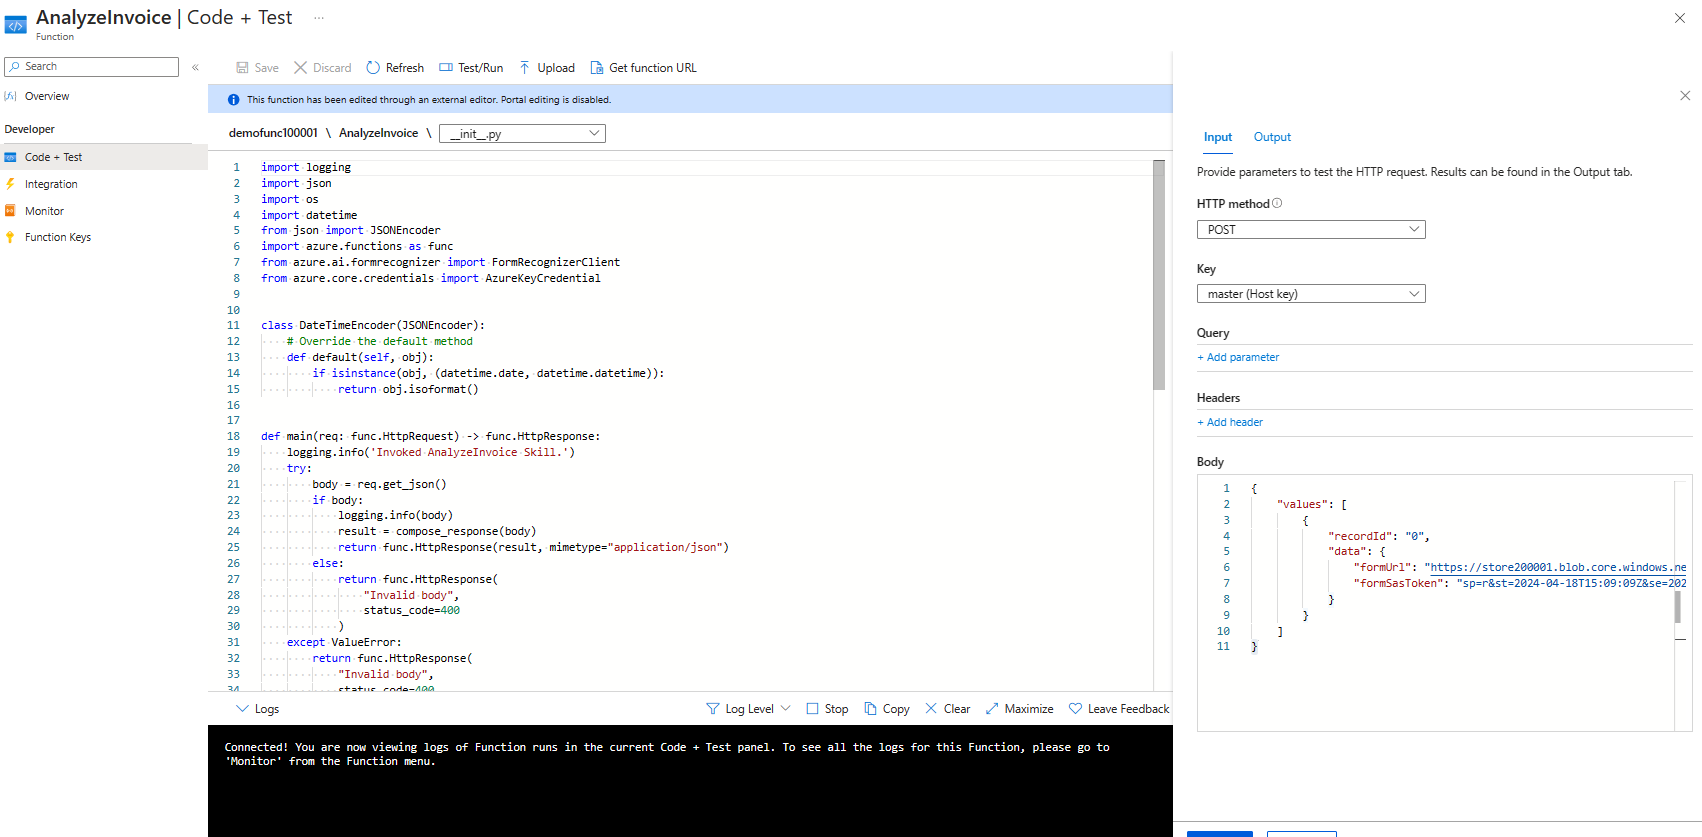 AnalyzeInvoice | Code + Test ...
Function
Search
«
Overview
Developer
Code + Test
Integration
Monitor
Function Keys
Save Discard Refresh Test/Run Upload Get function URL
This function has been edited through an external editor. Portal editing is disabled.
demofunc100001 \ AnalyzeInvoice \ __init__.py
1 import logging
2 import json
3 import os
4 import datetime
5 from json import JSONEncoder
6 import azure.functions as func
7 from azure.ai.formrecognizer import FormRecognizerClient
8 from azure.core.credentials import AzureKeyCredential
9
10
11 class DateTimeEncoder(JSONEncoder):
12 # Override the default method
13 def default(self, obj):
14 if isinstance(obj, (datetime.date, datetime.datetime)):
15 return obj.isoformat()
16
17
18 def main(req: func.HttpRequest) -> func.HttpResponse:
19 logging.info('Invoked AnalyzeInvoice Skill.')
20 try:
21 body = req.get_json()
22 if body:
23 logging.info(body)
24 result = compose_response(body)
25 return func.HttpResponse(result, mimetype="application/json")
26 else:
27 return func.HttpResponse(
28 "Invalid body",
29 status_code=400
30 )
31 except ValueError:
32 return func.HttpResponse(
33 "Invalid body",
34 status_code=400
Logs Log Level Stop Copy Clear Maximize Leave Feedback
Connected! You are now viewing logs of Function runs in the current Code + Test panel. To see all the logs for this Function, please go to
'Monitor' from the Function menu.
Input Output
Provide parameters to test the HTTP request. Results can be found in the Output tab.
HTTP method
POST
Key
master (Host key)
Query
+ Add parameter
Headers
+ Add header
Body
1 {
2 "values": [
3 {
4 "recordId": "0",
5 "data": {
6 "formUrl": "https://store200001.blob.core.windows.ne
7 "formSasToken": "sp=r&st=2024-04-18T15:09:09Z&se=202
8 }
9 }
10 ]
11 }